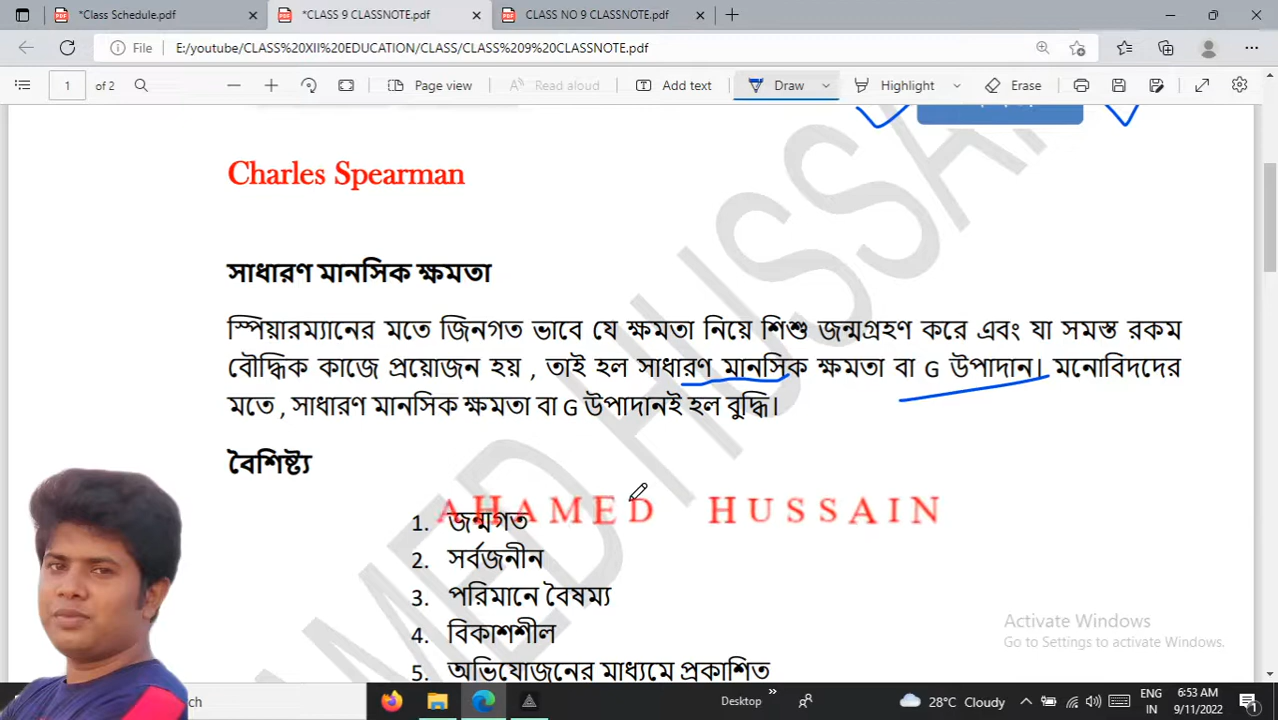 *Class Schedule.pdf
*CLASS 9 CLASSNOTE.pdf
CLASS NO 9 CLASSNOTE.pdf
File E:/youtube/CLASS%20XII%20EDUCATION/CLASS/CLASS%209%20CLASSNOTE.pdf
1 of 2 Page view Read aloud Add text Draw Highlight Erase
Charles Spearman
সাধারণ মানসিক ক্ষমতা
স্পিয়ারম্যানের মতে জিনগত ভাবে যে ক্ষমতা নিয়ে শিশু জন্মগ্রহণ করে এবং যা সমস্ত রকম
বৌদ্ধিক কাজে প্রয়োজন হয় , তাই হল সাধারণ মানসিক ক্ষমতা বা G উপাদান। মনোবিদদের
মতে , সাধারণ মানসিক ক্ষমতা বা G উপাদানই হল বুদ্ধি।
বৈশিষ্ট্য
AHAMED HUSSAIN
1. জন্মগত
2. সর্বজনীন
3. পরিমানে বৈষম্য
4. বিকাশশীল
5. অভিযোজনের মাধ্যমে প্রকাশিত
AMED HUSSAI
Activate Windows
Go to Settings to activate Windows.
rch Desktop 28°C Cloudy ENG 6:53 AM
IN 9/11/2022